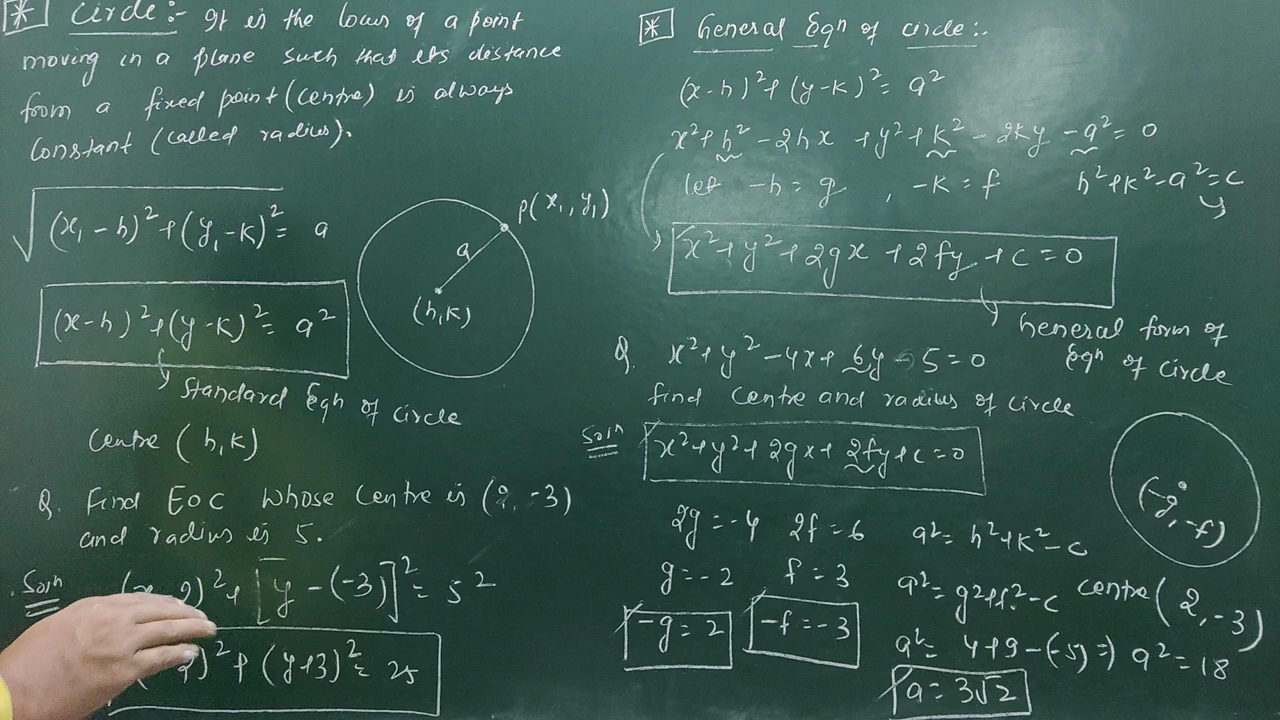 * Circle :- It is the locus of a point
moving in a plane such that its distance
from a fixed point (centre) is always
constant (called radius).
√(x₁-h)²+(y₁-k)² = a
P(x₁, y₁)
a
(h,k)
(x-h)²+(y-k)² = a²
Standard Eqn of circle
Centre (h, k)
Q. Find EOC whose centre is (2, -3)
and radius is 5.
Soln
2)²+[y-(-3)]² = 5²
2)²+(y+3)² = 25
* General Eqn of circle :-
(x-h)²+(y-k)² = a²
x²+h²-2hx+y²+k²-2ky-a² = 0
let -h = g , -k = f h²+k²-a² = c
x²+y²+2gx+2fy+c = 0
General form of
Eqn of circle
Q. x²+y²-4x+6y-5 = 0
find centre and radius of circle
Soln x²+y²+2gx+2fy+c = 0
(-g, -f)
2g = -4 2f = 6
g = -2 f = 3
-g = 2 -f = -3
a² = h²+k²-c
a² = g²+f²-c
centre (2, -3)
a² = 4+9-(-5) ⇒ a² = 18
a = 3√2